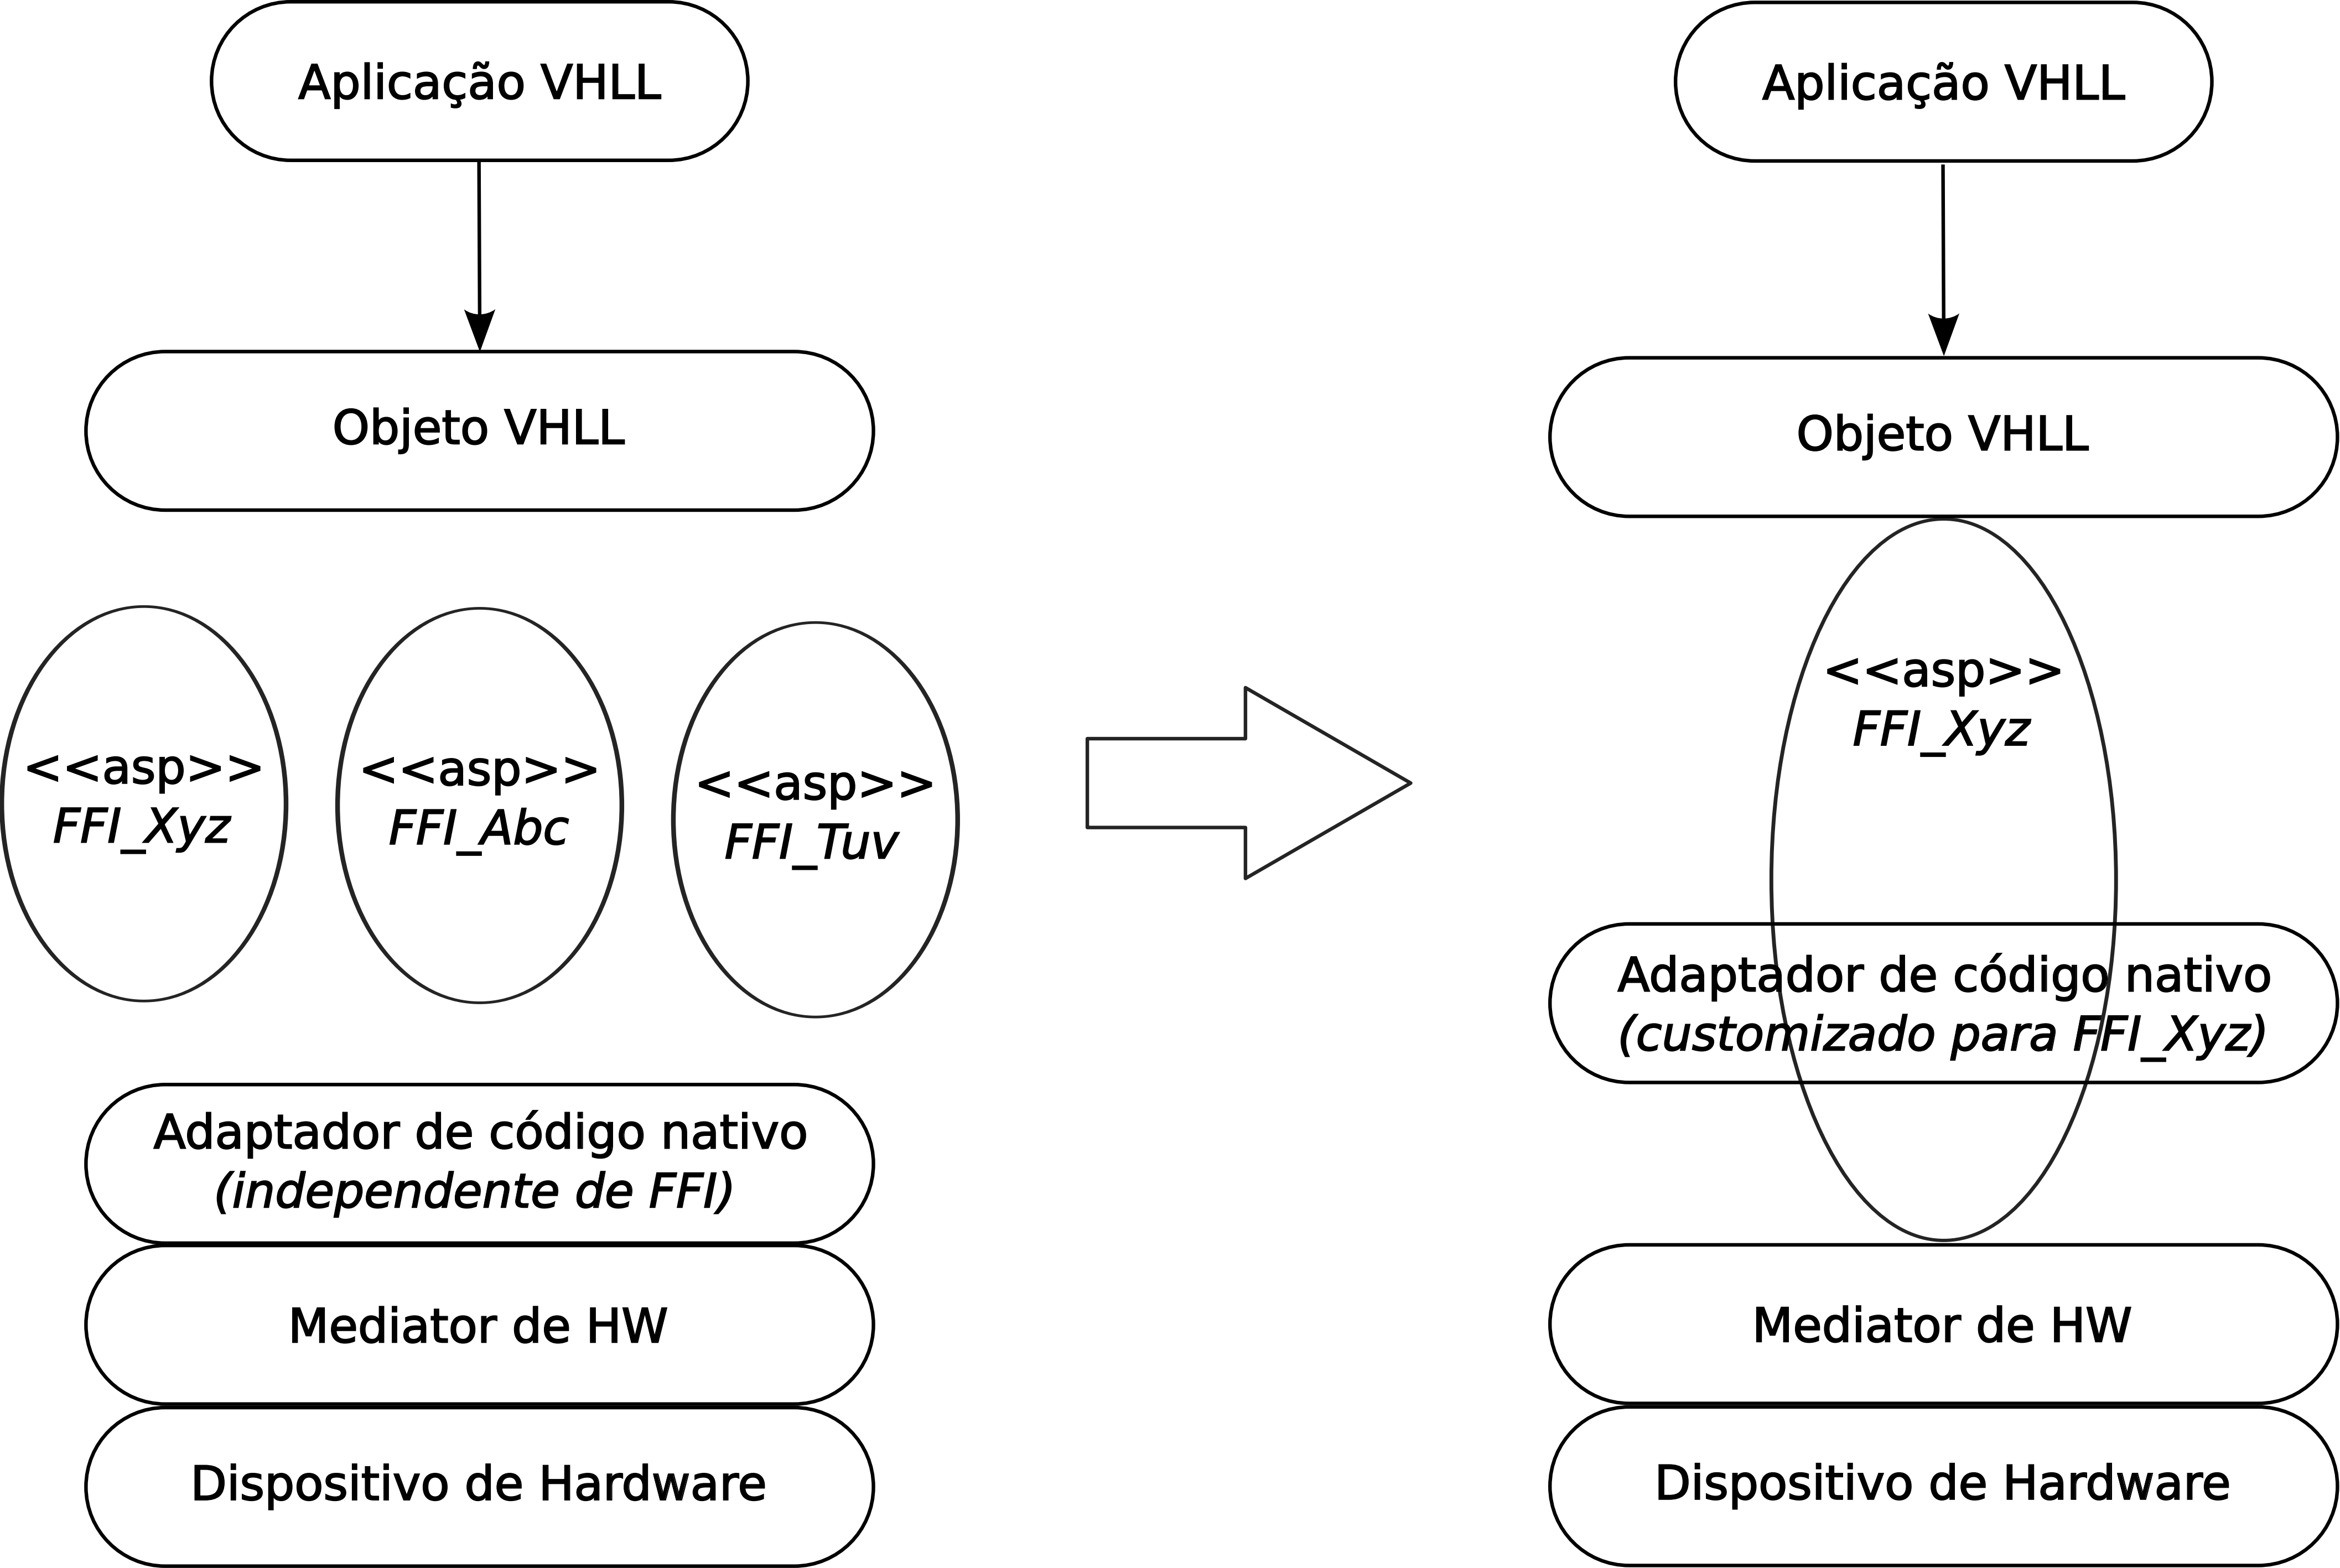 Aplicação VHLL
Objeto VHLL
<<asp>>
FFI_Xyz
<<asp>>
FFI_Abc
<<asp>>
FFI_Tuv
Adaptador de código nativo
(independente de FFI)
Mediator de HW
Dispositivo de Hardware
Aplicação VHLL
Objeto VHLL
<<asp>>
FFI_Xyz
Adaptador de código nativo
(customizado para FFI_Xyz)
Mediator de HW
Dispositivo de Hardware